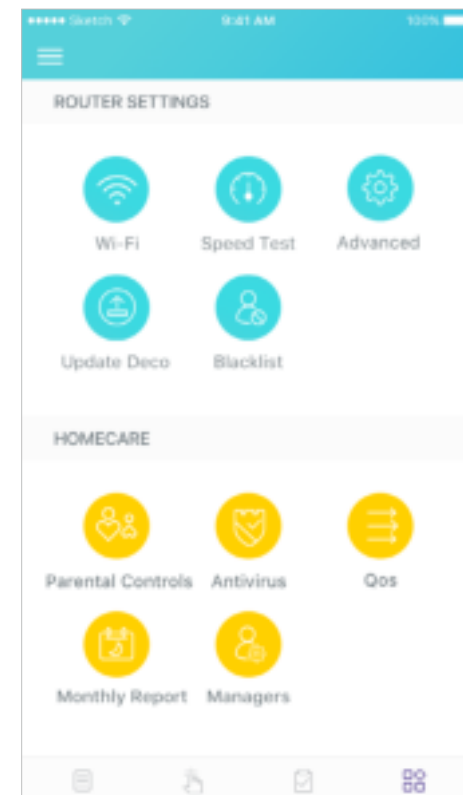 ●●●●● Sketch 9:41 AM 100%
ROUTER SETTINGS
Wi-Fi Speed Test Advanced
Update Deco Blacklist
HOMECARE
Parental Controls Antivirus Qos
Monthly Report Managers